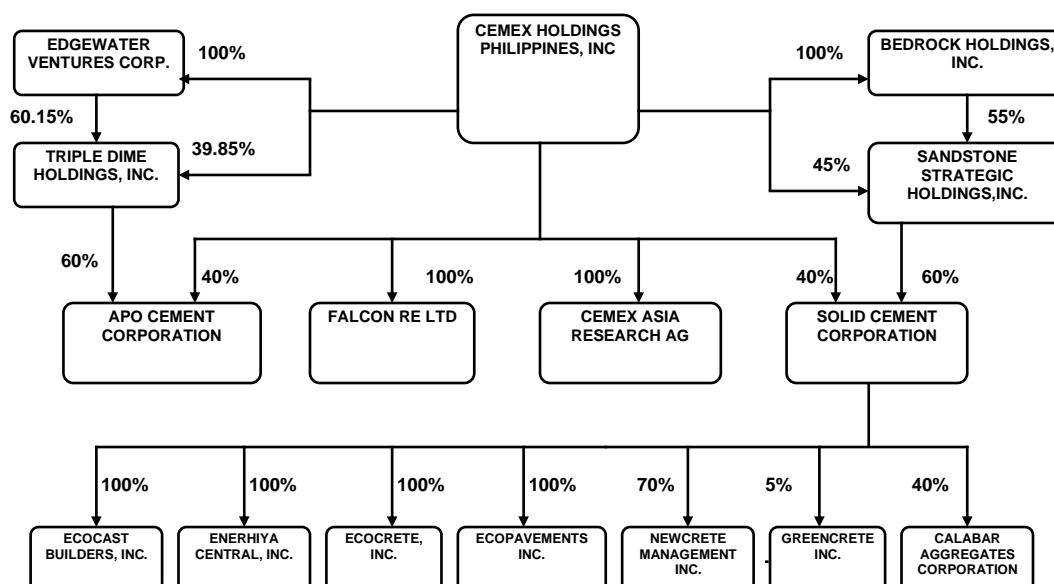 CEMEX HOLDINGS
PHILIPPINES, INC
EDGEWATER
VENTURES CORP.
100%
100%
BEDROCK HOLDINGS,
INC.
60.15%
55%
39.85%
TRIPLE DIME
HOLDINGS, INC.
45%
SANDSTONE
STRATEGIC
HOLDINGS,INC.
60%
40%
100%
100%
40%
60%
APO CEMENT
CORPORATION
FALCON RE LTD
CEMEX ASIA
RESEARCH AG
SOLID CEMENT
CORPORATION
100%
100%
100%
100%
70%
5%
40%
ECOCAST
BUILDERS, INC.
ENERHIYA
CENTRAL, INC.
ECOCRETE,
INC.
ECOPAVEMENTS
INC.
NEWCRETE
MANAGEMENT
INC.
GREENCRETE
INC.
CALABAR
AGGREGATES
CORPORATION